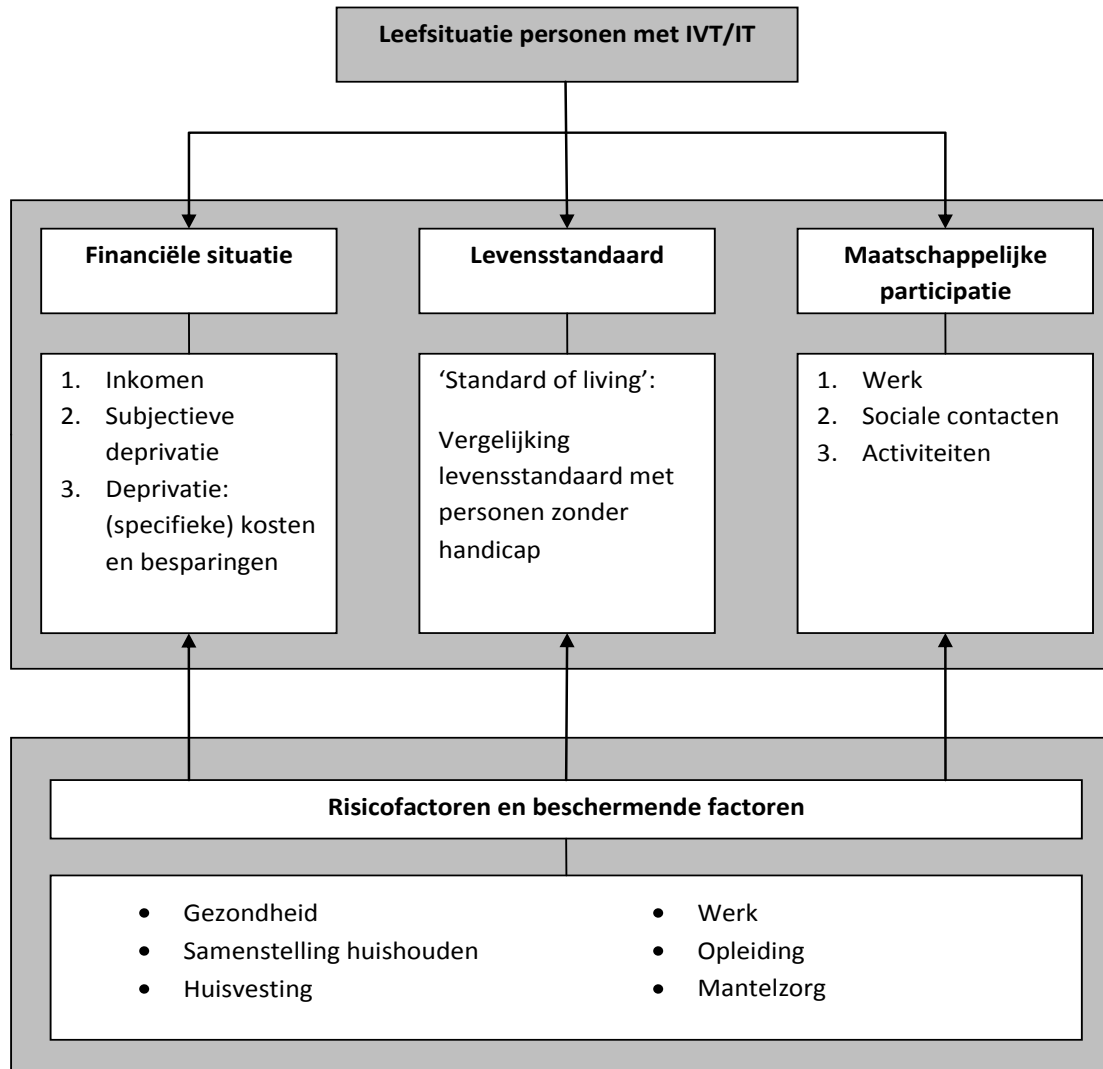 Leefsituatie personen met IVT/IT
Financiële situatie
1. Inkomen
2. Subjectieve
deprivatie
3. Deprivatie:
(specifieke) kosten
en besparingen
Levensstandaard
‘Standard of living’:
Vergelijking
levensstandaard met
personen zonder
handicap
Maatschappelijke
participatie
1. Werk
2. Sociale contacten
3. Activiteiten
Risicofactoren en beschermende factoren
• Gezondheid
• Samenstelling huishouden
• Huisvesting
• Werk
• Opleiding
• Mantelzorg